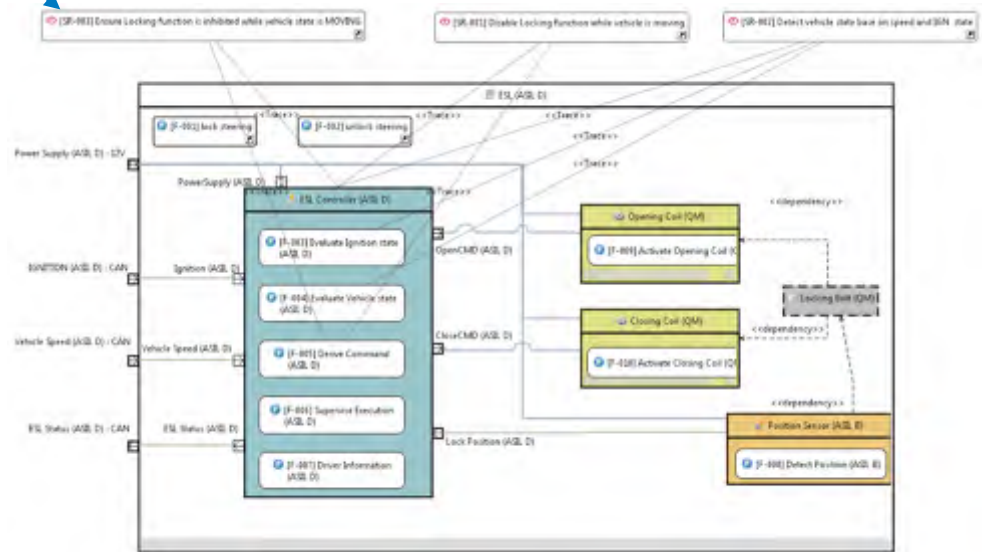 [SR-003] Ensure Locking function is inhibited while vehicle state is MOVING
[SR-001] Disable Locking function while vehicle is moving
[SR-002] Detect vehicle state base on speed and IGN state
ESL (ASIL D)
<<Trace>>
<<Trace>>
<<Trace>>
[F-001] lock steering
[F-002] unlock steering
<<Trace>>
Power Supply (ASIL D) - 12V
<<Trace>>
PowerSupply (ASIL D)
<<Trace>>
ESL Controller (ASIL D)
<<dependency>>
Opening Coil (QM)
[F-003] Evaluate Ignition state
(ASIL D)
OpenCMD (ASIL D)
[F-009] Activate Opening Coil (Q
IGNITION (ASIL D) - CAN
Ignition (ASIL D)
[F-004] Evaluate Vehicle state
(ASIL D)
Locking Bolt (QM)
Closing Coil (QM)
<<dependency>>
CloseCMD (ASIL D)
Vehicle Speed (ASIL D) - CAN
Vehicle Speed (ASIL D)
[F-005] Derive Command
(ASIL D)
[F-010] Activate Closing Coil (QM
<<dependency>>
[F-006] Supervise Execution
(ASIL D)
ESL Status (ASIL D) - CAN
ESL Status (ASIL D)
Position Sensor (ASIL B)
Lock Position (ASIL D)
[F-007] Driver Information
(ASIL D)
[F-008] Detect Position (ASIL B)